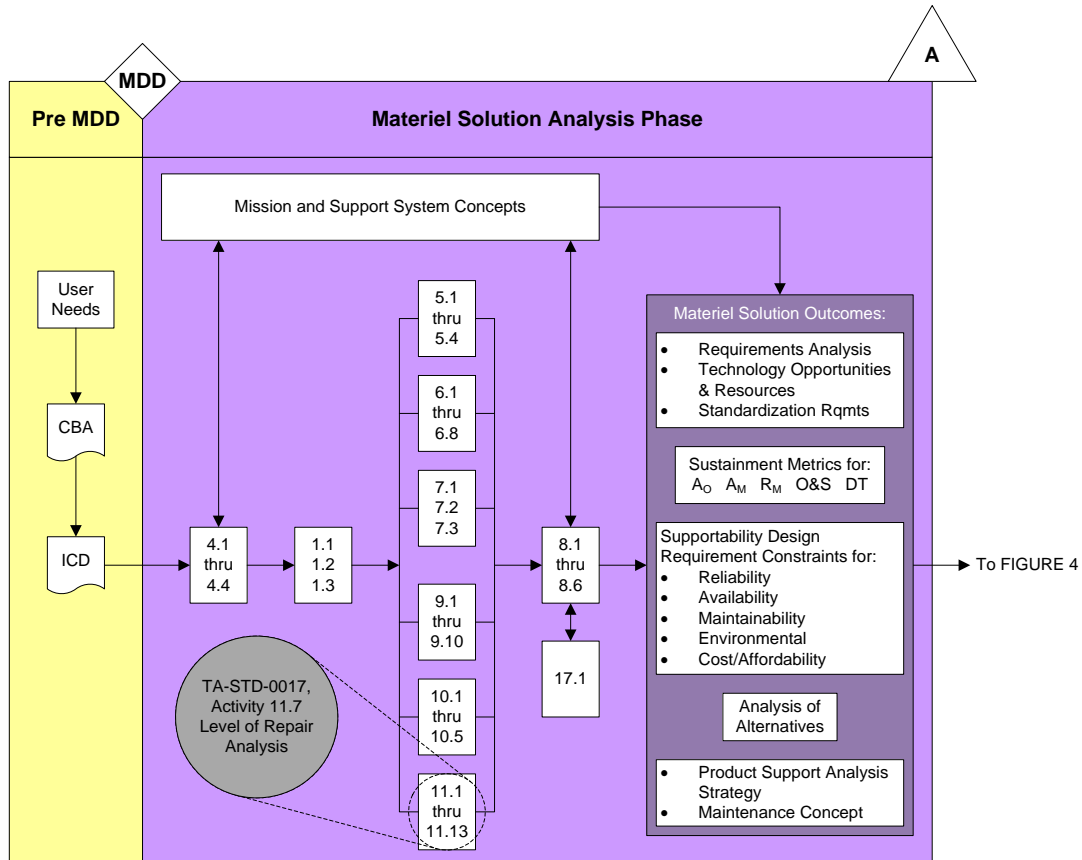 MDD
A
Pre MDD
Materiel Solution Analysis Phase
Mission and Support System Concepts
User
Needs
CBA
ICD
4.1
thru
4.4
1.1
1.2
1.3
5.1
thru
5.4
6.1
thru
6.8
7.1
7.2
7.3
9.1
thru
9.10
10.1
thru
10.5
11.1
thru
11.13
TA-STD-0017,
Activity 11.7
Level of Repair
Analysis
8.1
thru
8.6
17.1
Materiel Solution Outcomes:
• Requirements Analysis
• Technology Opportunities
& Resources
• Standardization Rqmts
Sustainment Metrics for:
AO AM RM O&S DT
Supportability Design
Requirement Constraints for:
• Reliability
• Availability
• Maintainability
• Environmental
• Cost/Affordability
Analysis of
Alternatives
• Product Support Analysis
Strategy
• Maintenance Concept
To FIGURE 4